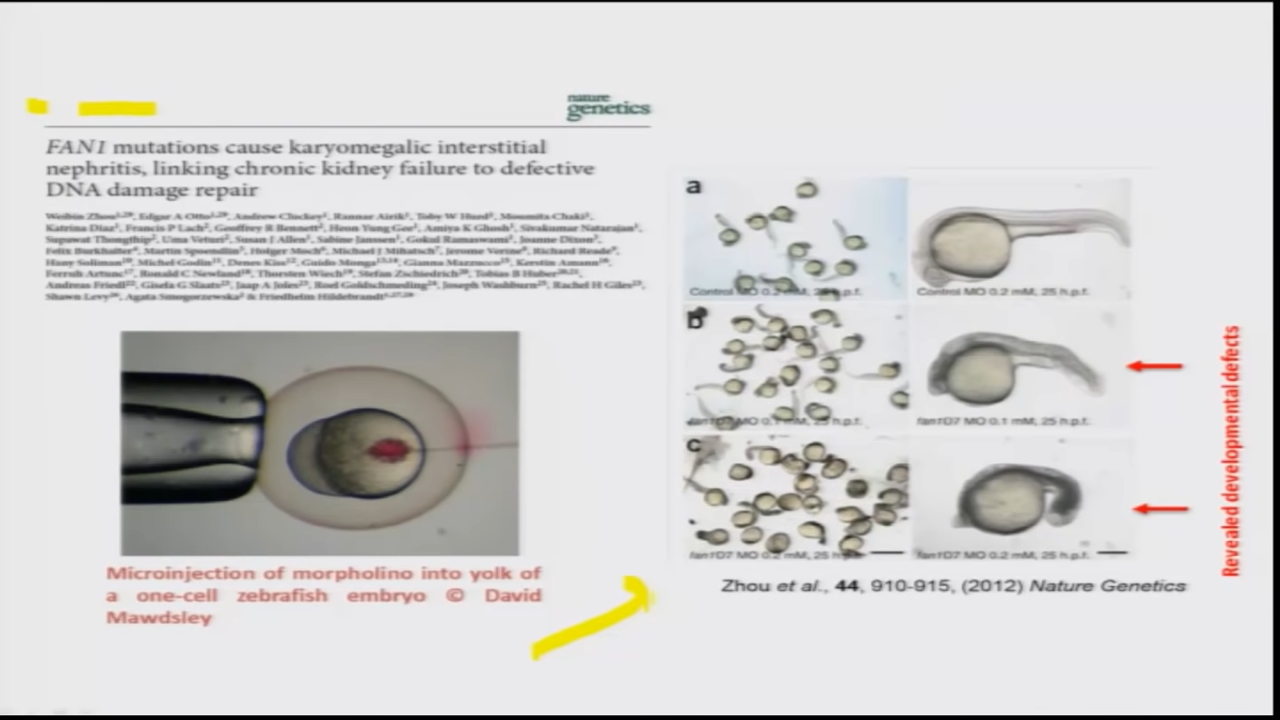 nature
genetics
FAN1 mutations cause karyomegalic interstitial
nephritis, linking chronic kidney failure to defective
DNA damage repair
Weibin Zhou, Edgar A Otto, Andrew Cluckey, Rannar Airik, Toby W Hurd, Moumita Chaki,
Katrina Diaz, Francis P Lach, Geoffrey R Bennett, Heon Yung Gee, Amiya K Ghosh, Sivakumar Natarajan,
Supawat Thongthip, Uma Veturi, Susan J Allen, Sabine Janssen, Gokul Ramaswami, Joanne Dixon,
Felix Burkhalter, Martin Spoendlin, Holger Moch, Michael J Mihatsch, Jerome Verine, Richard Reade,
Hany Soliman, Michel Godin, Denes Kiss, Guido Monga, Gianna Mazzucco, Kerstin Amann,
Ferruh Artunc, Ronald C Newland, Thorsten Wiech, Stefan Zschiedrich, Tobias B Huber,
Andreas Friedl, Gisela G Slaats, Jaap A Joles, Roel Goldschmeding, Joseph Washburn, Rachel H Giles,
Shawn Levy, Agata Smogorzewska & Friedhelm Hildebrandt
Microinjection of morpholino into yolk of
a one-cell zebrafish embryo © David
Mawdsley
a
Control MO 0.2 h.p.f.
Control MO 0.2 mM, 25 h.p.f.
b
fan1D7 MO 0.1 mM, 25 h.p.f.
fan1D7 MO 0.1 mM, 25 h.p.f.
c
fan1D7 MO 0.2 mM, 25 h.p.f.
fan1D7 MO 0.2 mM, 25 h.p.f.
Zhou et al., 44, 910-915, (2012) Nature Genetics
Revealed developmental defects